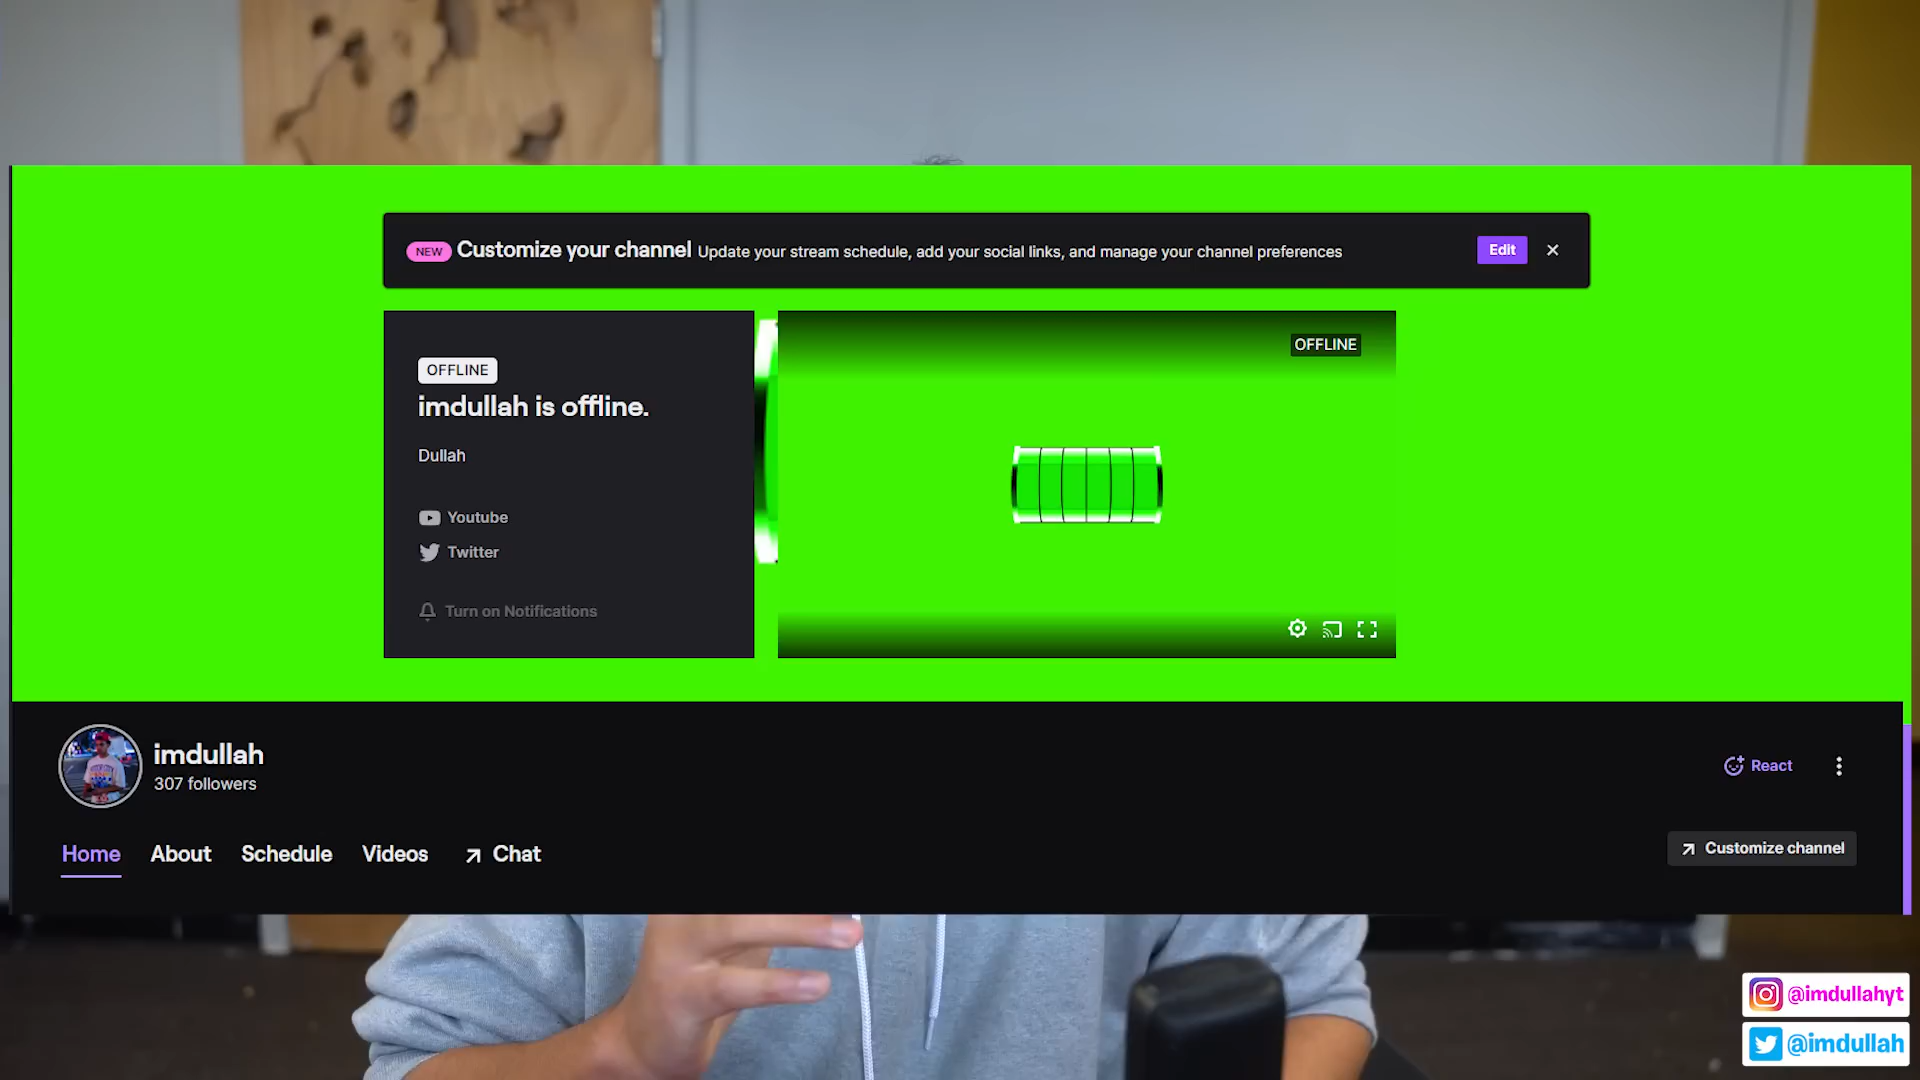 NEW Customize your channel Update your stream schedule, add your social links, and manage your channel preferences
Edit
OFFLINE
imdullah is offline.
Dullah
Youtube
Twitter
Turn on Notifications
OFFLINE
imdullah
307 followers
React
Home About Schedule Videos Chat
Customize channel
@imdullahyt
@imdullah